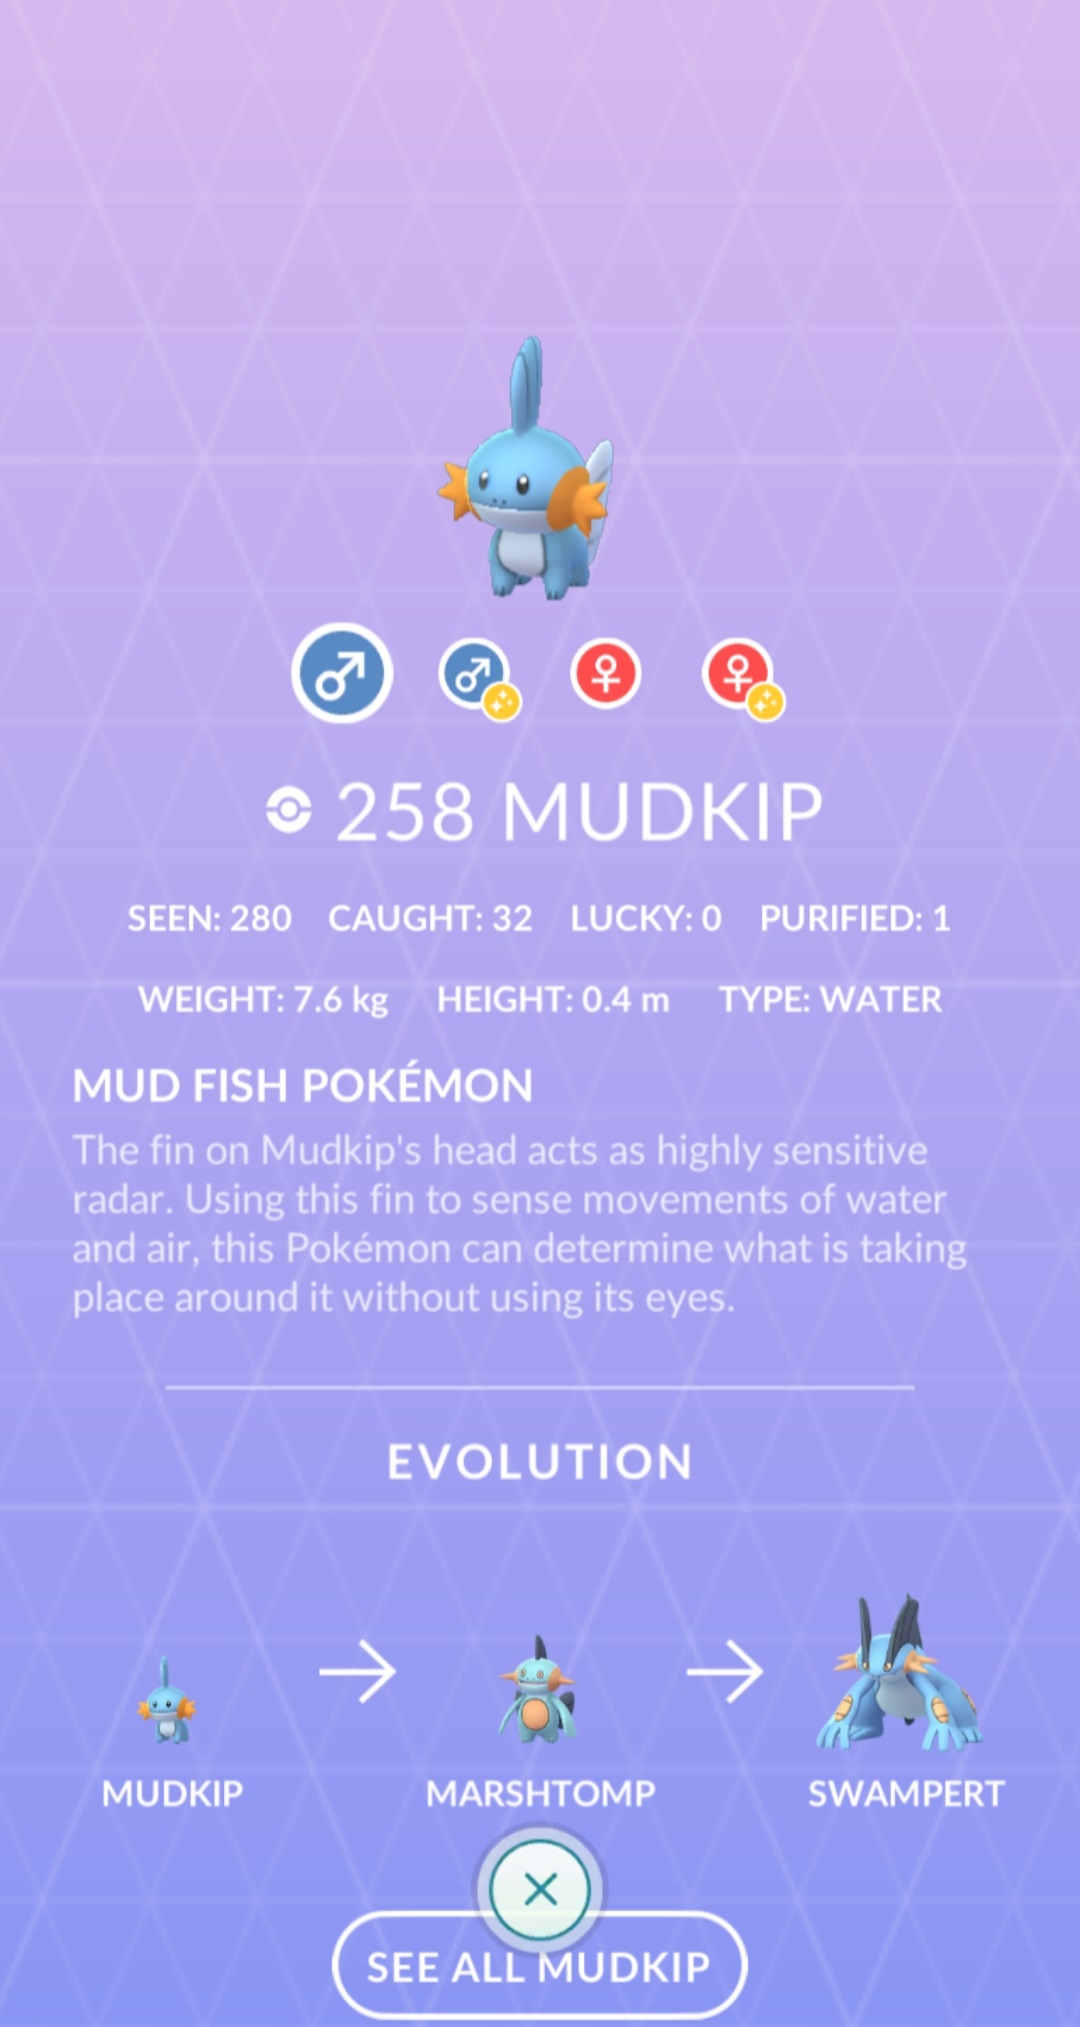 258 MUDKIP
SEEN: 280 CAUGHT: 32 LUCKY: 0 PURIFIED: 1
WEIGHT: 7.6 kg HEIGHT: 0.4 m TYPE: WATER
MUD FISH POKÉMON
The fin on Mudkip's head acts as highly sensitive
radar. Using this fin to sense movements of water
and air, this Pokémon can determine what is taking
place around it without using its eyes.
EVOLUTION
MUDKIP MARSHTOMP SWAMPERT
SEE ALL MUDKIP